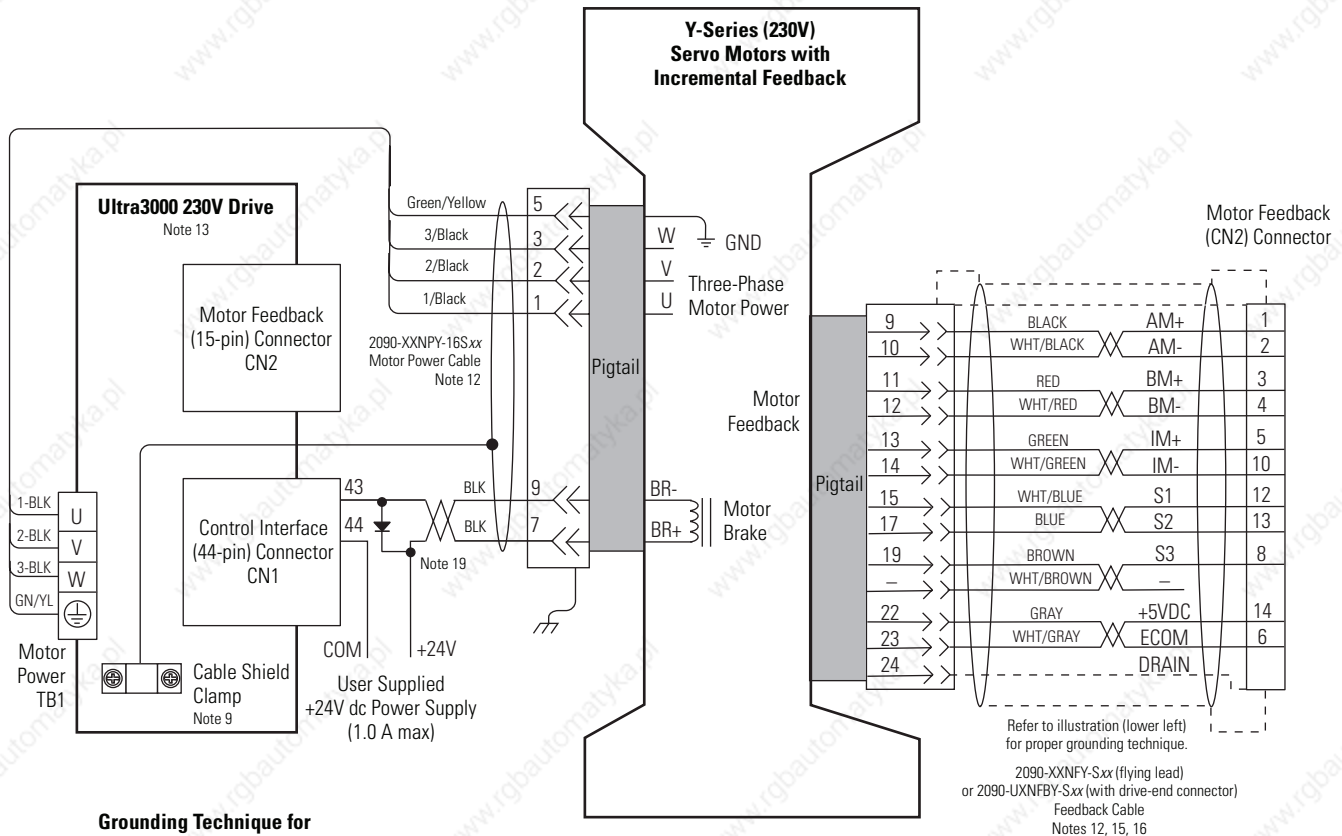 Y-Series (230V)
Servo Motors with
Incremental Feedback
Ultra3000 230V Drive
Note 13
Motor Feedback
(15-pin) Connector
CN2
Control Interface
(44-pin) Connector
CN1
43
44
1-BLK
2-BLK
3-BLK
GN/YL
U
V
W
Motor
Power
TB1
Cable Shield
Clamp
Note 9
COM
+24V
User Supplied
+24V dc Power Supply
(1.0 A max)
Green/Yellow
3/Black
2/Black
1/Black
2090-XXNPY-16Sxx
Motor Power Cable
Note 12
BLK
BLK
Note 19
5
3
2
1
9
7
Pigtail
W
V
U
GND
Three-Phase
Motor Power
BR-
BR+
Motor
Brake
Motor
Feedback
Pigtail
Motor Feedback
(CN2) Connector
9 BLACK AM+ 1
10 WHT/BLACK AM- 2
11 RED BM+ 3
12 WHT/RED BM- 4
13 GREEN IM+ 5
14 WHT/GREEN IM- 10
15 WHT/BLUE S1 12
17 BLUE S2 13
19 BROWN S3 8
– WHT/BROWN –
22 GRAY +5VDC 14
23 WHT/GRAY ECOM 6
24 DRAIN
Refer to illustration (lower left)
for proper grounding technique.
2090-XXNFY-Sxx (flying lead)
or 2090-UXNFBY-Sxx (with drive-end connector)
Feedback Cable
Notes 12, 15, 16
Grounding Technique for
www.rgbautomatyka.pl